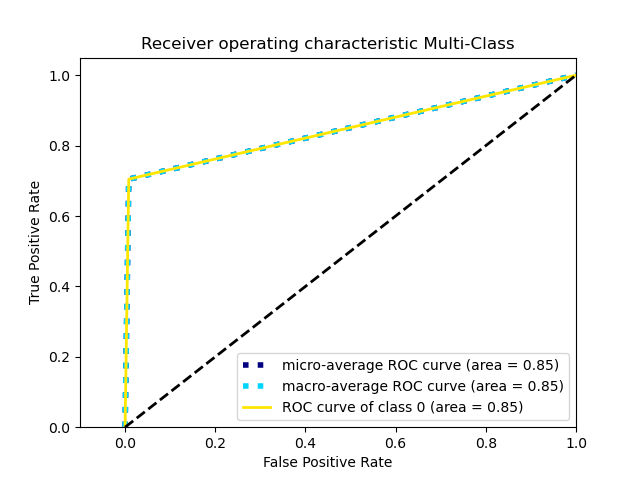 Receiver operating characteristic Multi-Class
1.0
0.8
0.6
0.4
0.2
0.0
True Positive Rate
micro-average ROC curve (area = 0.85)
macro-average ROC curve (area = 0.85)
ROC curve of class 0 (area = 0.85)
0.0 0.2 0.4 0.6 0.8 1.0
False Positive Rate